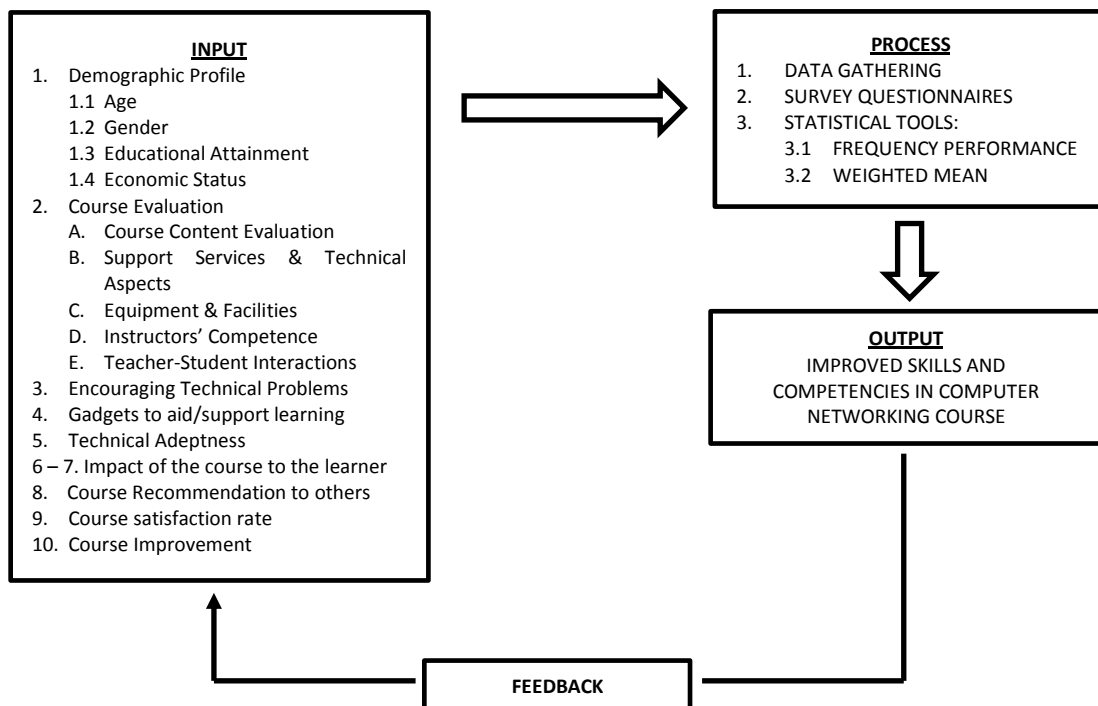 INPUT
1. Demographic Profile
1.1 Age
1.2 Gender
1.3 Educational Attainment
1.4 Economic Status
2. Course Evaluation
A. Course Content Evaluation
B. Support Services & Technical
Aspects
C. Equipment & Facilities
D. Instructors’ Competence
E. Teacher-Student Interactions
3. Encouraging Technical Problems
4. Gadgets to aid/support learning
5. Technical Adeptness
6 – 7. Impact of the course to the learner
8. Course Recommendation to others
9. Course satisfaction rate
10. Course Improvement
PROCESS
1. DATA GATHERING
2. SURVEY QUESTIONNAIRES
3. STATISTICAL TOOLS:
3.1 FREQUENCY PERFORMANCE
3.2 WEIGHTED MEAN
OUTPUT
IMPROVED SKILLS AND
COMPETENCIES IN COMPUTER
NETWORKING COURSE
FEEDBACK